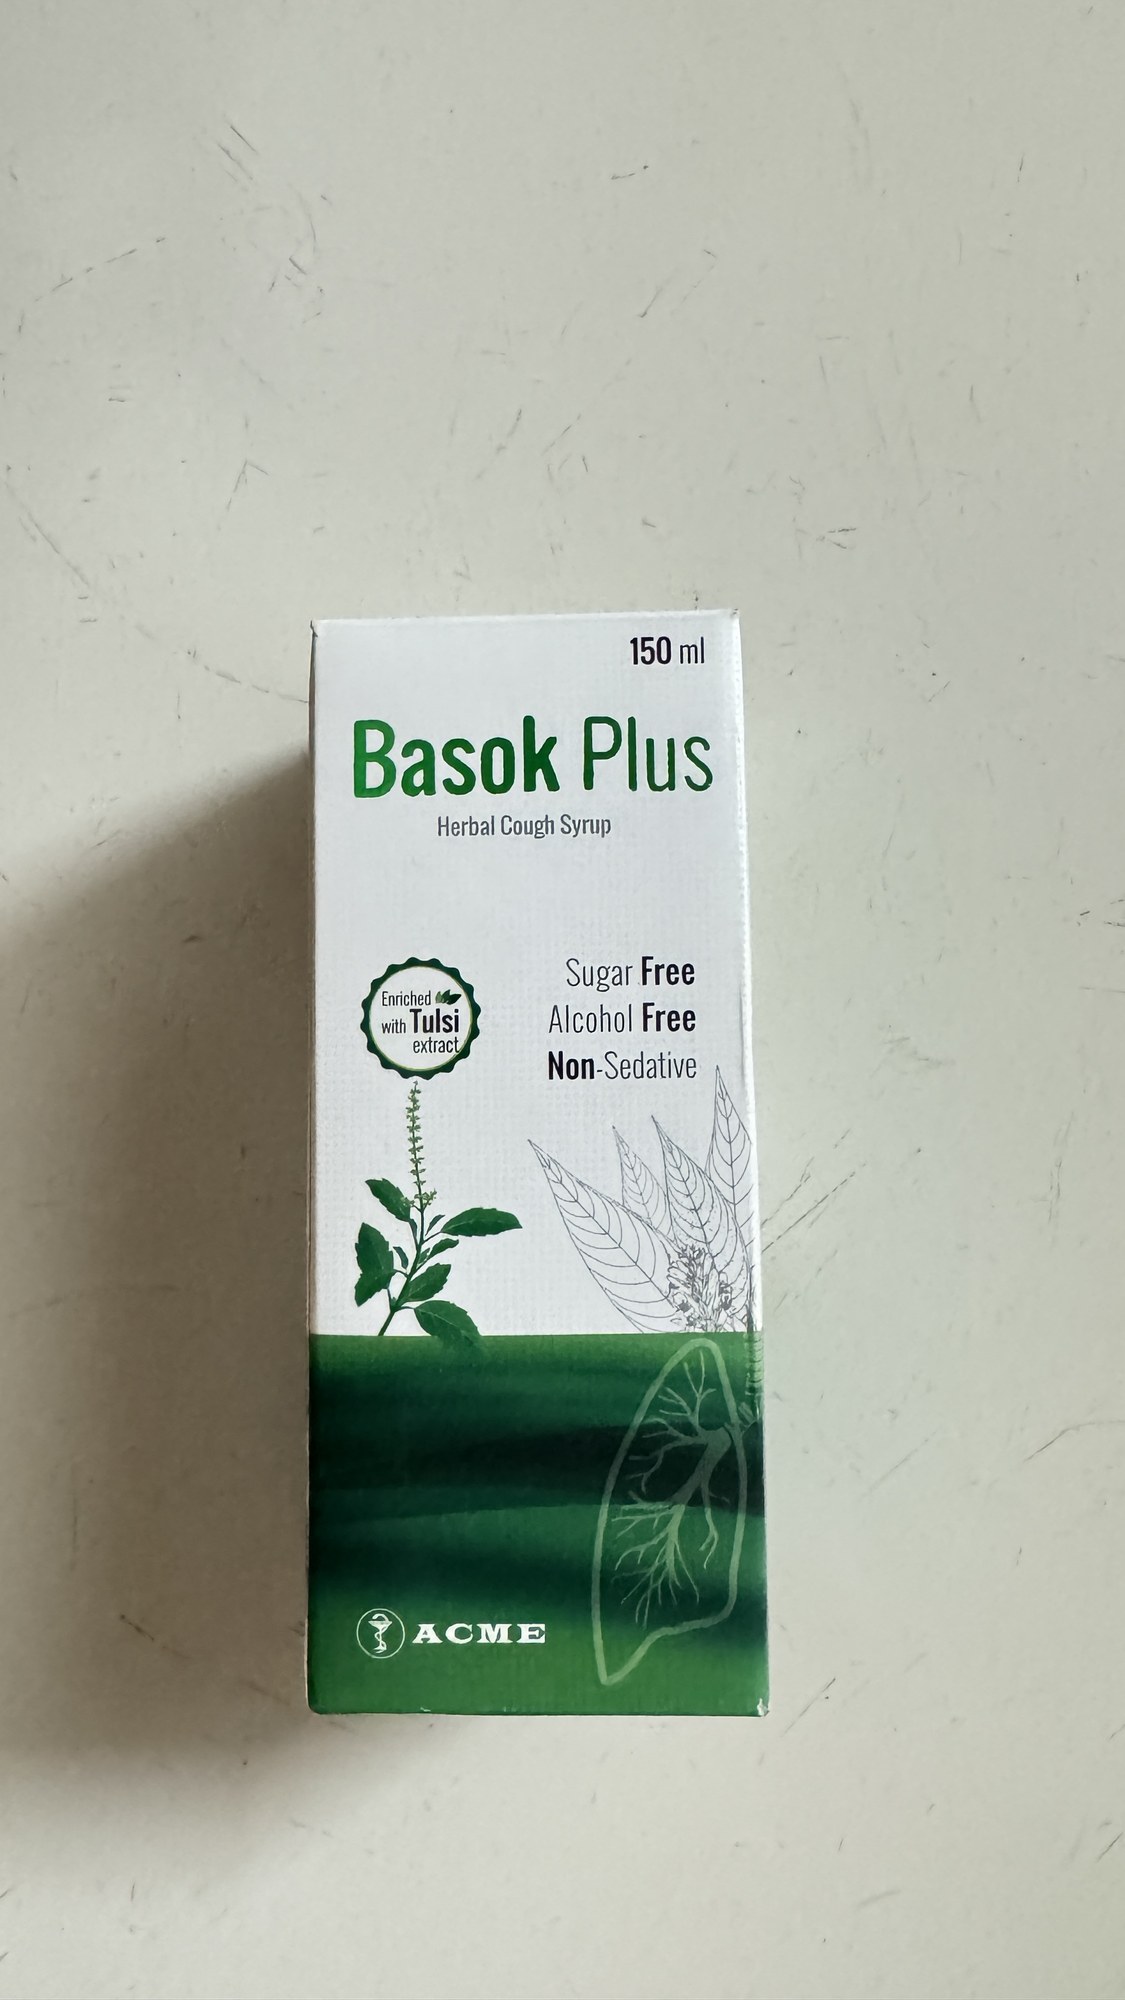 150 ml
Basok Plus
Herbal Cough Syrup
Enriched
with Tulsi
extract
Sugar Free
Alcohol Free
Non-Sedative
ACME